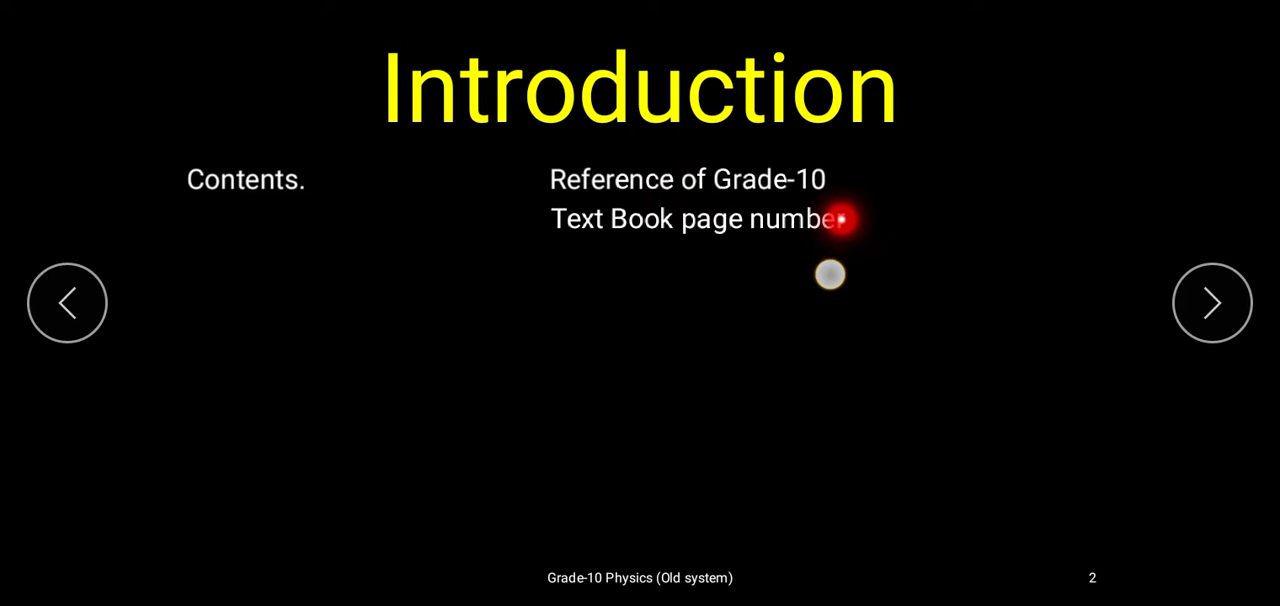 Introduction
Contents.
Reference of Grade-10
Text Book page number
Grade-10 Physics (Old system)
2